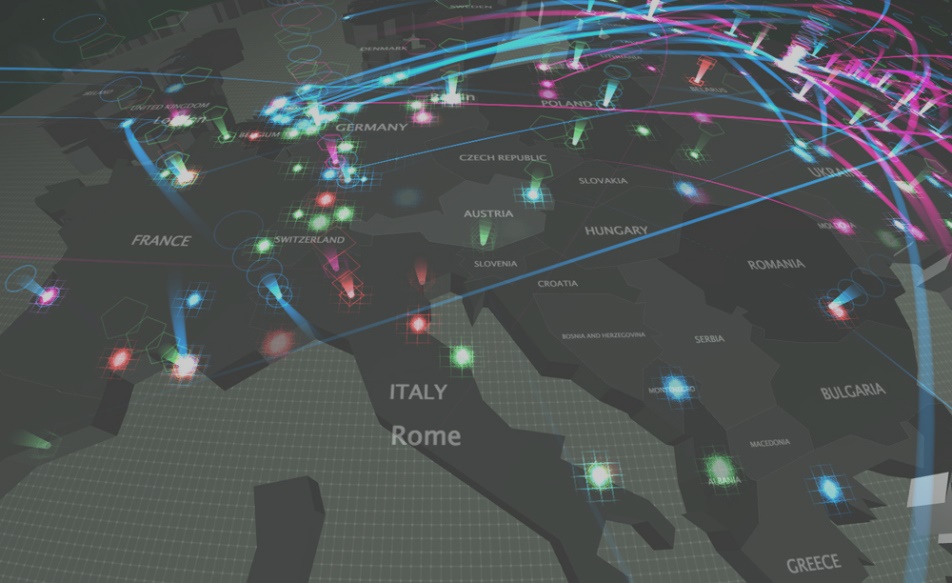 DENMARK
UNITED KINGDOM
London
BELGIUM
Berlin
GERMANY
POLAND
BELARUS
CZECH REPUBLIC
SLOVAKIA
UKRAINE
AUSTRIA
FRANCE
SWITZERLAND
HUNGARY
MOLDOVA
SLOVENIA
ROMANIA
CROATIA
BOSNIA AND HERZEGOVINA
SERBIA
ITALY
MONTENEGRO
BULGARIA
Rome
MACEDONIA
ALBANIA
GREECE